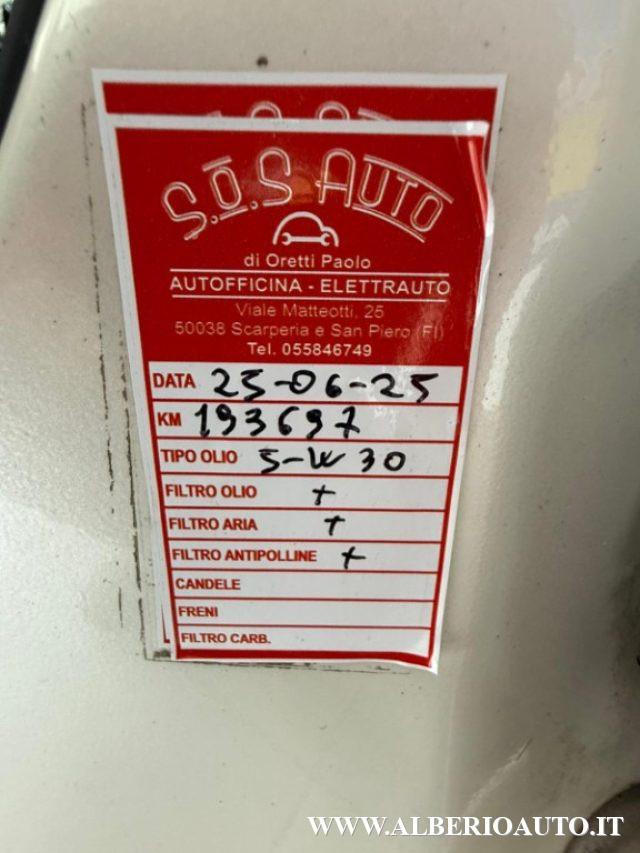 S.O.S AUTO
di Oretti Paolo
AUTOFFICINA - ELETTRAUTO
Viale Matteotti, 25
50038 Scarperia e San Piero (FI)
Tel. 055846749
DATA 25-06-25
KM 193697
TIPO OLIO 5-W30
FILTRO OLIO +
FILTRO ARIA +
FILTRO ANTIPOLLINE +
CANDELE
FRENI
FILTRO CARB.
WWW.ALBERIOAUTO.IT